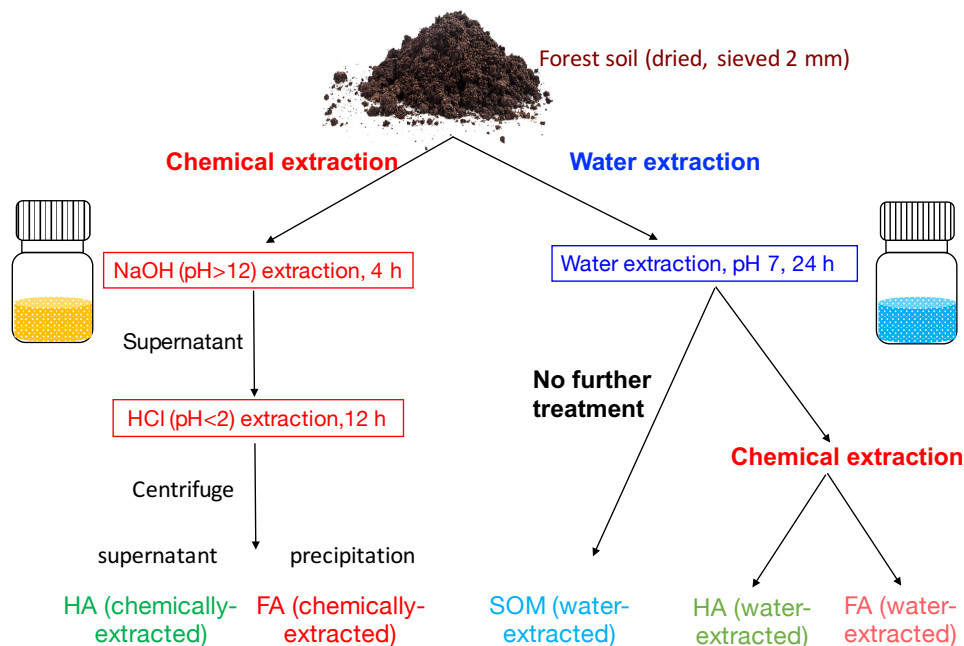 Forest soil (dried, sieved 2 mm)
Chemical extraction
Water extraction
NaOH (pH>12) extraction, 4 h
Water extraction, pH 7, 24 h
Supernatant
No further
treatment
HCl (pH<2) extraction,12 h
Chemical extraction
Centrifuge
supernatant
precipitation
HA (chemically-
extracted)
FA (chemically-
extracted)
SOM (water-
extracted)
HA (water-
extracted)
FA (water-
extracted)